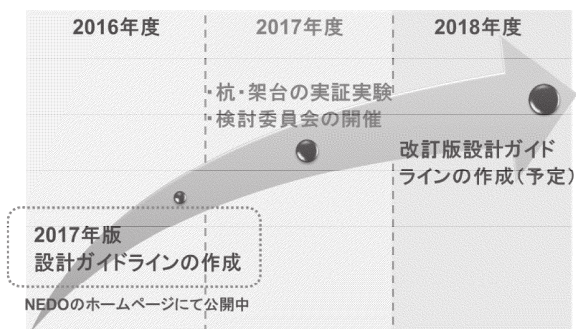 2016年度
2017年度
2018年度
・杭・架台の実証実験
・検討委員会の開催
改訂版設計ガイド
ラインの作成(予定)
2017年版
設計ガイドラインの作成
NEDOのホームページにて公開中